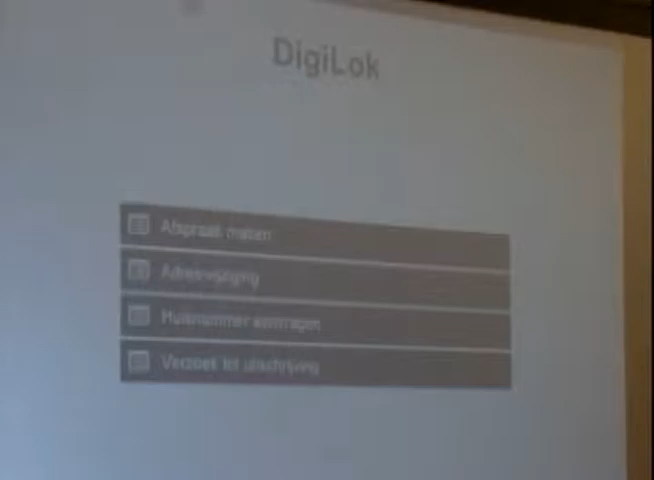 DigiLok
Afspraak maken
Adreswijziging
Huisnummer aanvragen
Verzoek tot uitschrijving